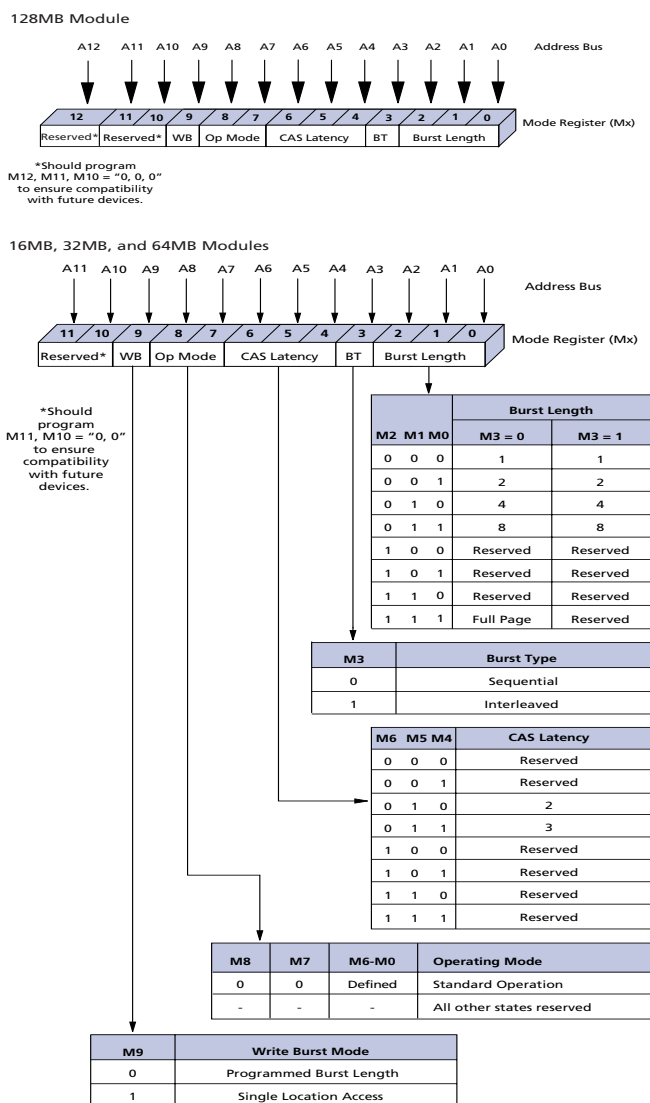 128MB Module
A12 A11 A10 A9 A8 A7 A6 A5 A4 A3 A2 A1 A0 Address Bus
12 11 10 9 8 7 6 5 4 3 2 1 0
Mode Register (Mx)
Reserved* Reserved* WB Op Mode CAS Latency BT Burst Length
*Should program
M12, M11, M10 = "0, 0, 0"
to ensure compatibility
with future devices.
16MB, 32MB, and 64MB Modules
A11 A10 A9 A8 A7 A6 A5 A4 A3 A2 A1 A0
Address Bus
11 10 9 8 7 6 5 4 3 2 1 0
Mode Register (Mx)
Reserved* WB Op Mode CAS Latency BT Burst Length
*Should
program
M11, M10 = "0, 0"
to ensure
compatibility
with future
devices.
Burst Length
M2 M1 M0 M3 = 0 M3 = 1
0 0 0 1 1
0 0 1 2 2
0 1 0 4 4
0 1 1 8 8
1 0 0 Reserved Reserved
1 0 1 Reserved Reserved
1 1 0 Reserved Reserved
1 1 1 Full Page Reserved
M3 Burst Type
0 Sequential
1 Interleaved
M6 M5 M4 CAS Latency
0 0 0 Reserved
0 0 1 Reserved
0 1 0 2
0 1 1 3
1 0 0 Reserved
1 0 1 Reserved
1 1 0 Reserved
1 1 1 Reserved
M8 M7 M6-M0 Operating Mode
0 0 Defined Standard Operation
- - - All other states reserved
M9 Write Burst Mode
0 Programmed Burst Length
1 Single Location Access